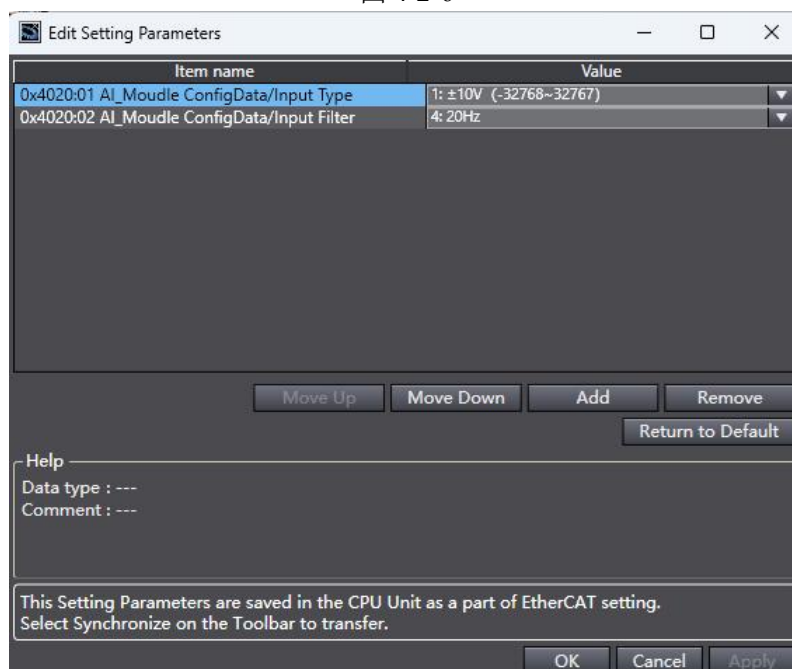 Edit Setting Parameters
Item name Value
0x4020:01 AI_Moudle ConfigData/Input Type 1: ±10V (-32768~32767)
0x4020:02 AI_Moudle ConfigData/Input Filter 4: 20Hz
Move Up Move Down Add Remove
Return to Default
Help
Data type : ---
Comment : ---
This Setting Parameters are saved in the CPU Unit as a part of EtherCAT setting.
Select Synchronize on the Toolbar to transfer.
OK Cancel Apply